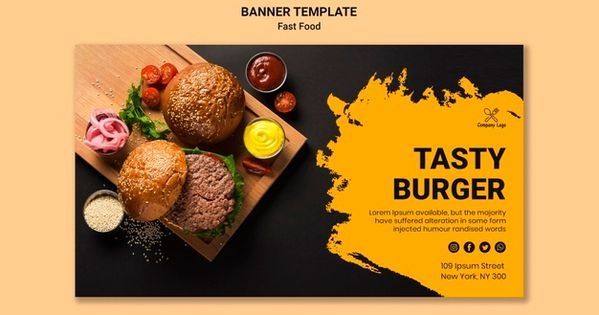 BANNER TEMPLATE
Fast Food
Company Logo
TASTY
BURGER
Lorem Ipsum available, but the majority
have suffered alteration in some form
injected humour randised words
109 Ipsum Street
New York, NY 300